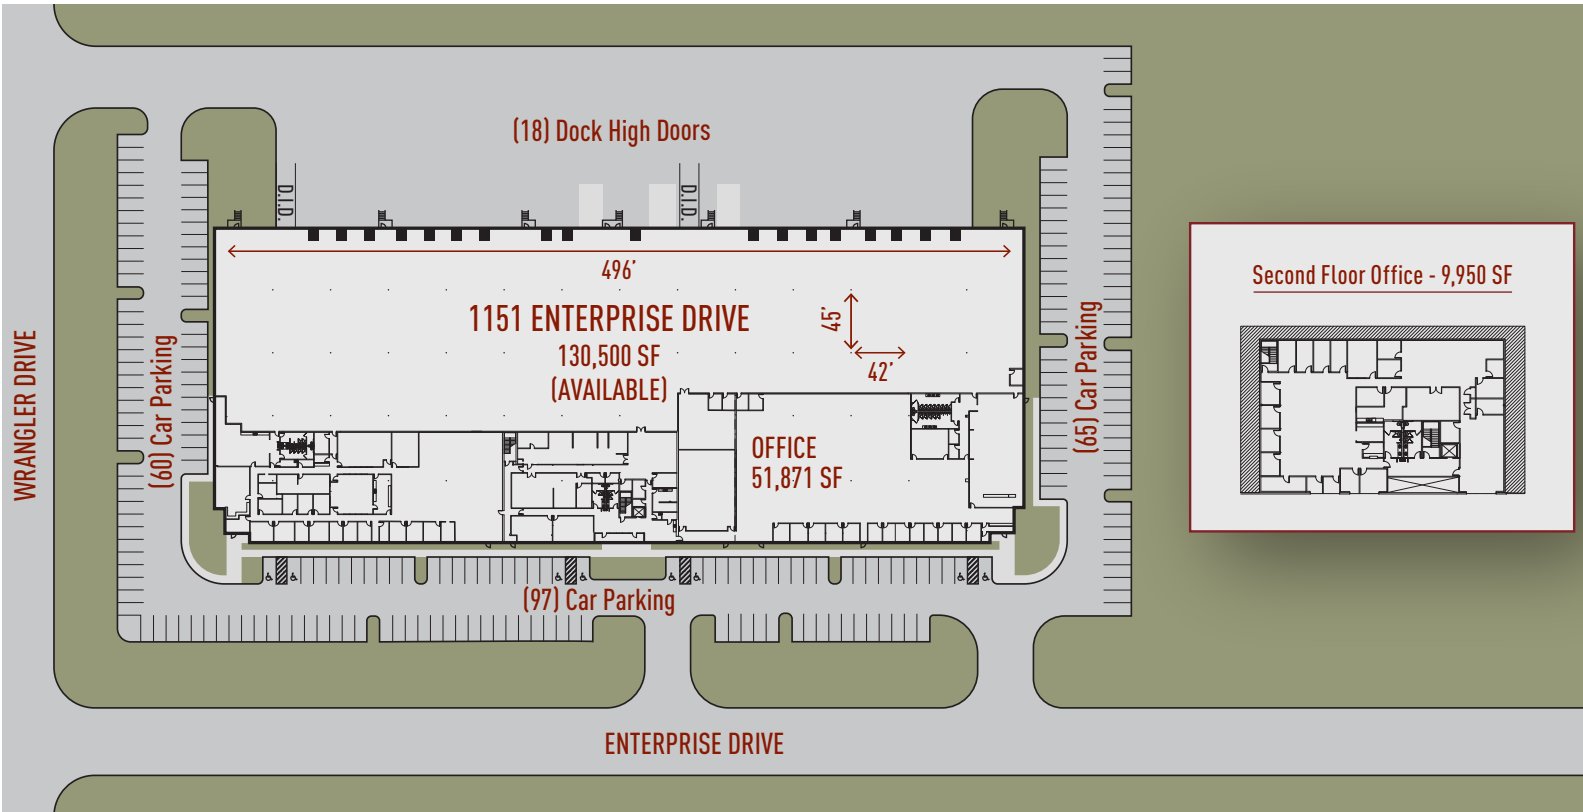 (18) Dock High Doors
D.I.D.
D.I.D.
496’
1151 ENTERPRISE DRIVE
130,500 SF
(AVAILABLE)
45’
42’
OFFICE
51,871 SF
WRANGLER DRIVE
(60) Car Parking
(65) Car Parking
(97) Car Parking
ENTERPRISE DRIVE
Second Floor Office - 9,950 SF